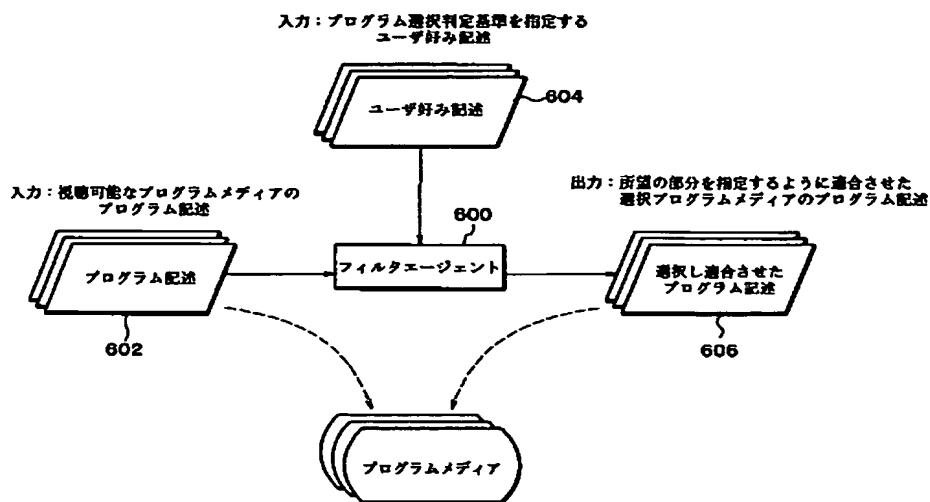 入力：プログラム選択判定基準を指定する
ユーザ好み記述
ユーザ好み記述
604
入力：視聴可能なプログラムメディアの
プログラム記述
出力：所望の部分を指定するように適合させた
選択プログラムメディアのプログラム記述
600
プログラム記述
フィルタエージェント
選択し適合させた
プログラム記述
602
606
プログラムメディア